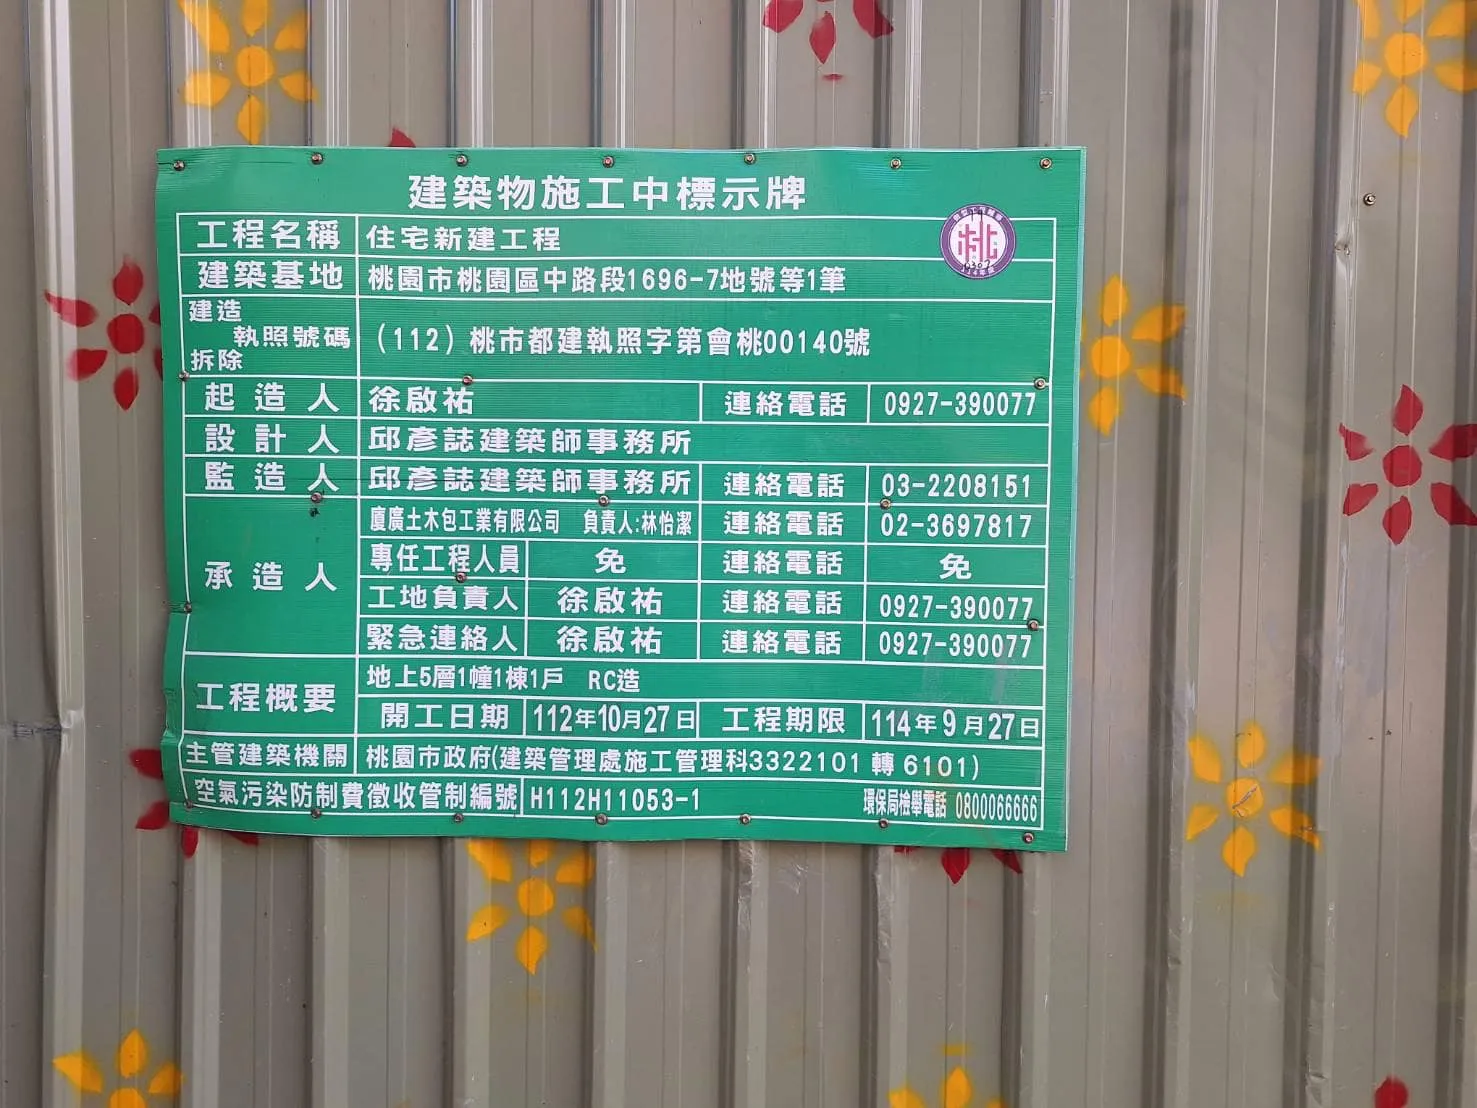 建築物施工中標示牌
工程名稱 住宅新建工程
建築基地 桃園市桃園區中路段1696-7地號等1筆
建造
執照號碼 (112) 桃市都建執照字第會桃00140號
拆除
起造人 徐啟祐 連絡電話 0927-390077
設計人 邱彥誌建築師事務所
監造人 邱彥誌建築師事務所 連絡電話 03-2208151
承造人 廈廣土木包工業有限公司 負責人:林怡潔 連絡電話 02-3697817
專任工程人員 免 連絡電話 免
工地負責人 徐啟祐 連絡電話 0927-390077
緊急連絡人 徐啟祐 連絡電話 0927-390077
工程概要 地上5層1幢1棟1戶 RC造
開工日期 112年10月27日 工程期限 114年9月27日
主管建築機關 桃園市政府(建築管理處施工管理科3322101 轉 6101)
空氣污染防制費徵收管制編號 H112H11053-1 環保局檢舉電話 0800066666